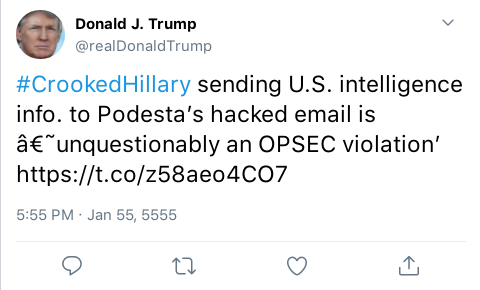 Donald J. Trump
@realDonaldTrump
#CrookedHillary sending U.S. intelligence
info. to Podesta’s hacked email is
â€˜unquestionably an OPSEC violation’
https://t.co/z58aeo4CO7
5:55 PM · Jan 55, 5555